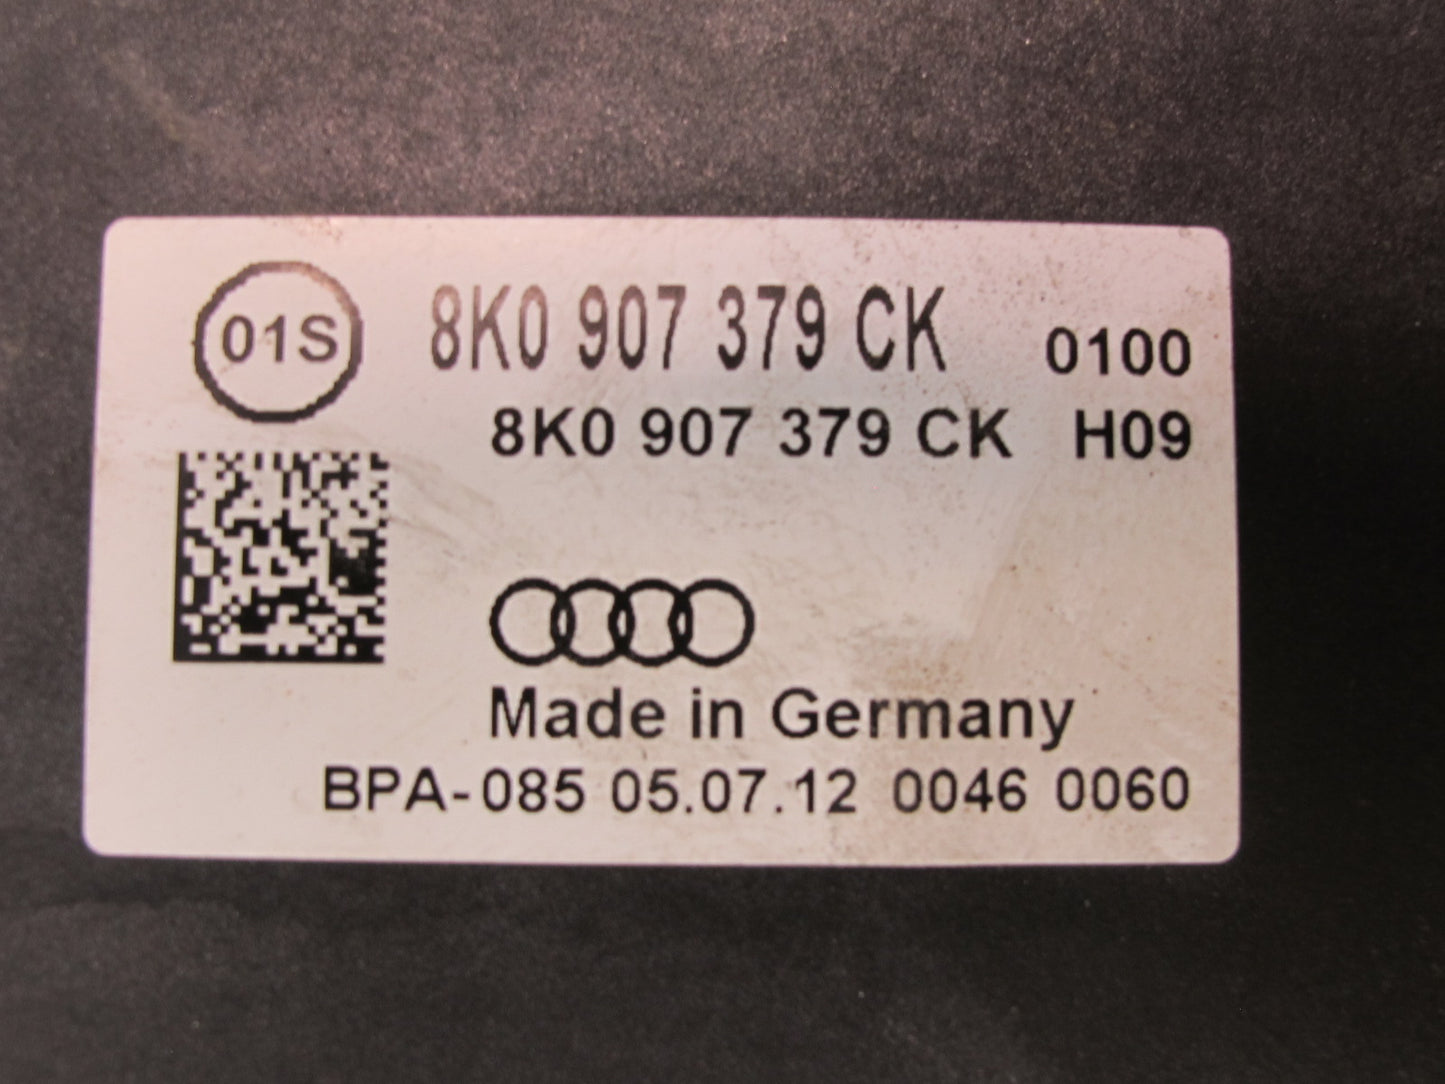 01S 8K0 907 379 CK 0100
8K0 907 379 CK H09
Made in Germany
BPA-085 05.07.12 0046 0060